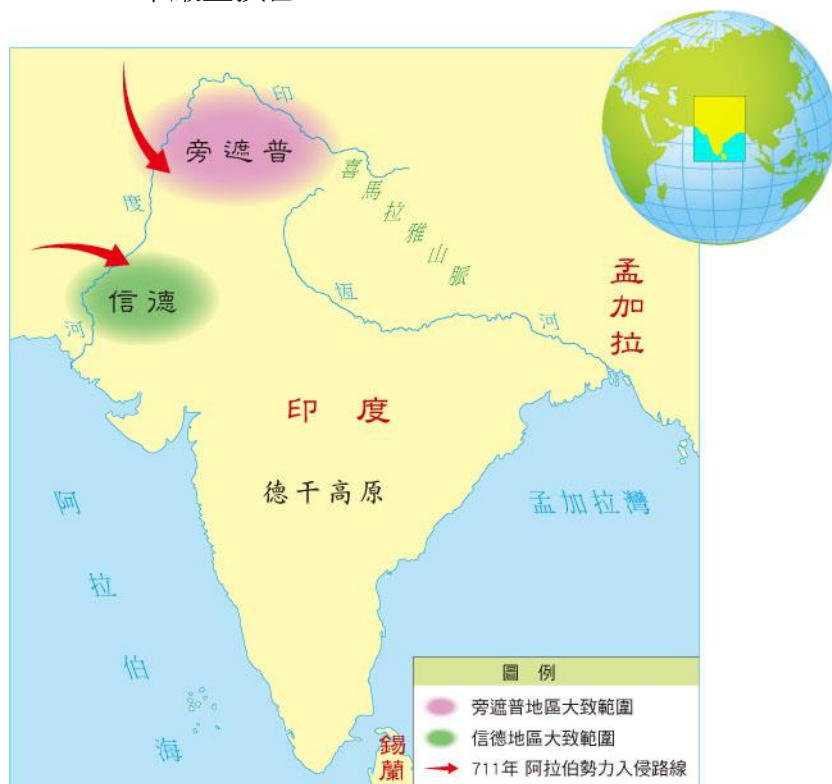 旁遮普
信德
印度河
喜馬拉雅山脈
恆河
孟加拉
印度
德干高原
阿拉伯海
孟加拉灣
錫蘭
圖例
旁遮普地區大致範圍
信德地區大致範圍
711年 阿拉伯勢力入侵路線